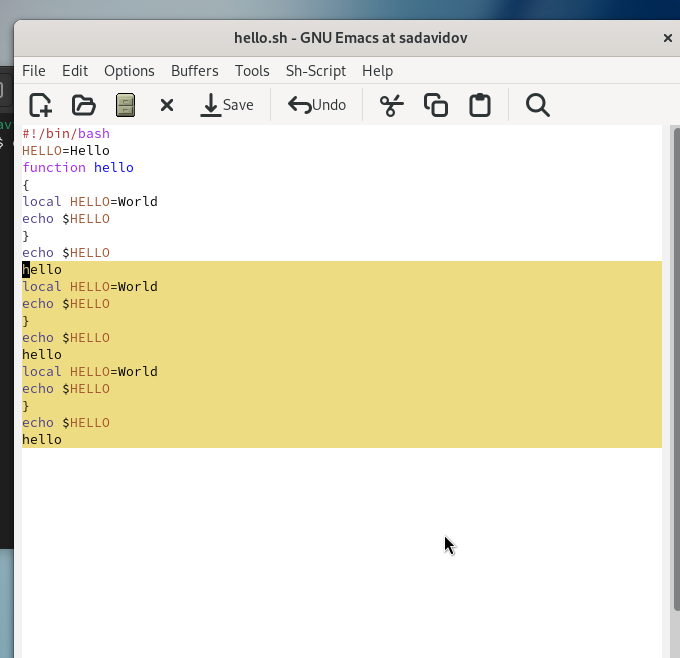 hello.sh - GNU Emacs at sadavidov
File Edit Options Buffers Tools Sh-Script Help
Save Undo
#!/bin/bash
HELLO=Hello
function hello
{
local HELLO=World
echo $HELLO
}
echo $HELLO
hello
local HELLO=World
echo $HELLO
}
echo $HELLO
hello
local HELLO=World
echo $HELLO
}
echo $HELLO
hello